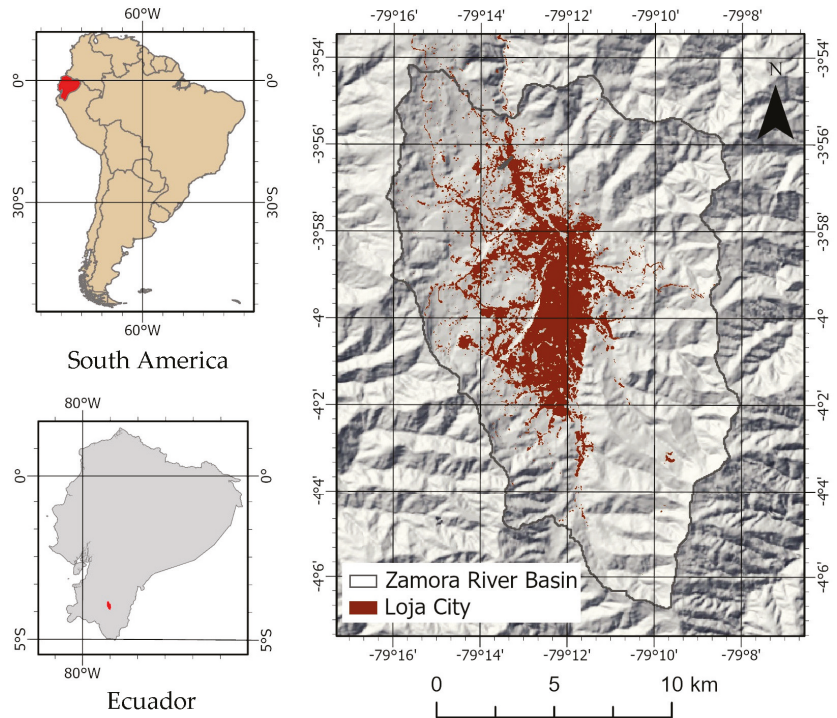 60°W
0°
0°
30°S
30°S
60°W
South America
80°W
0°
0°
5°S
5°S
80°W
Ecuador
-79°16' -79°14' -79°12' -79°10' -79°8'
-3°54'
-3°54'
N
-3°56'
-3°56'
-3°58'
-3°58'
-4°
-4°
-4°2'
-4°2'
-4°4'
-4°4'
-4°6'
-4°6'
Zamora River Basin
Loja City
-79°16' -79°14' -79°12' -79°10' -79°8'
0 5 10 km